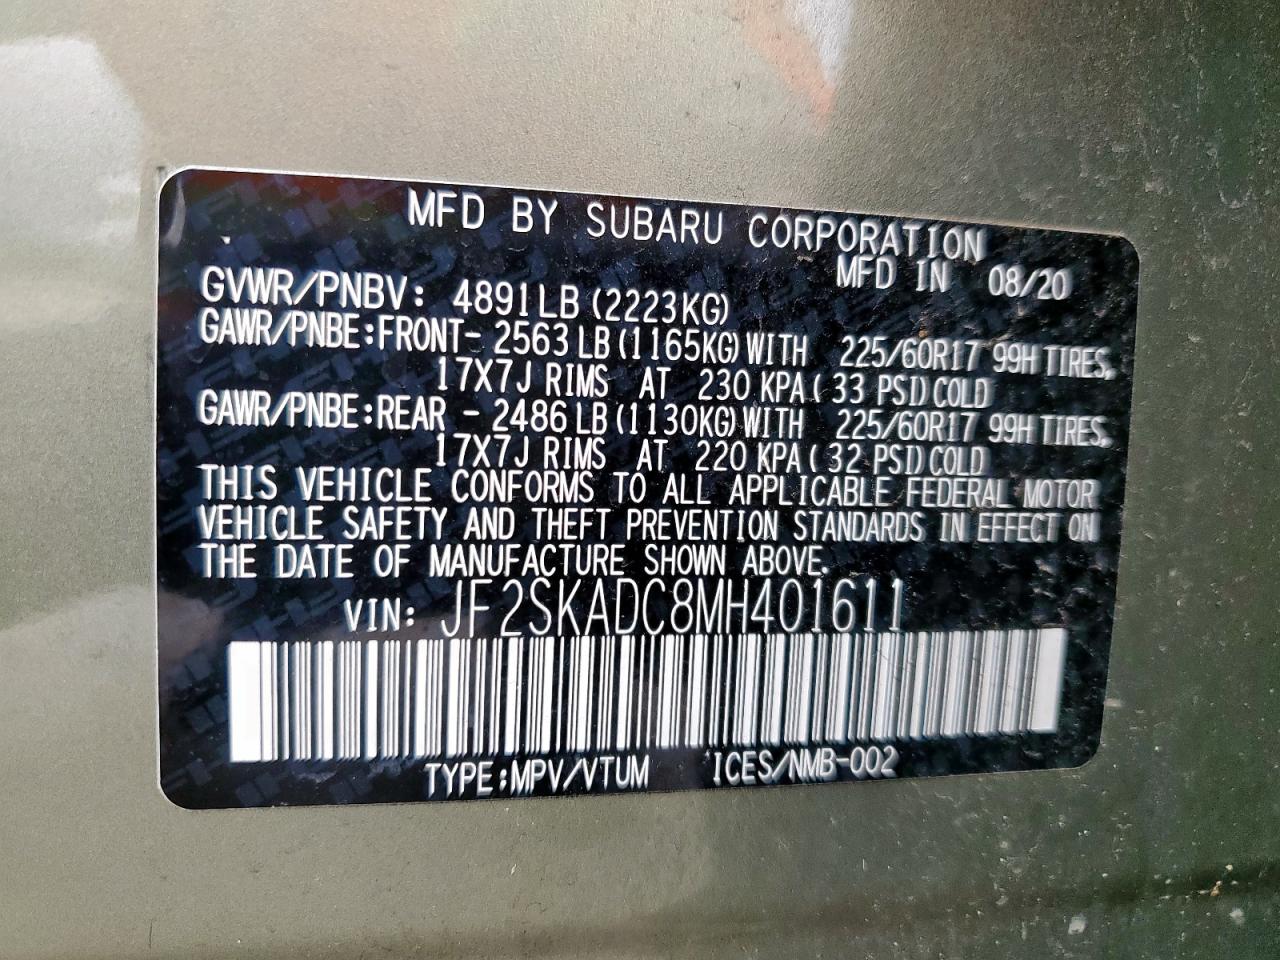 MFD BY SUBARU CORPORATION
MFD IN 08/20
GVWR/PNBV: 4891LB (2223KG)
GAWR/PNBE:FRONT- 2563 LB (1165KG) WITH 225/60R17 99H TIRES,
17X7J RIMS AT 230 KPA ( 33 PSI) COLD
GAWR/PNBE:REAR - 2486 LB (1130KG) WITH 225/60R17 99H TIRES,
17X7J RIMS AT 220 KPA ( 32 PSI) COLD
THIS VEHICLE CONFORMS TO ALL APPLICABLE FEDERAL MOTOR
VEHICLE SAFETY AND THEFT PREVENTION STANDARDS IN EFFECT ON
THE DATE OF MANUFACTURE SHOWN ABOVE.
VIN: JF2SKADC8MH401611
TYPE:MPV/VTUM ICES/NMB-002